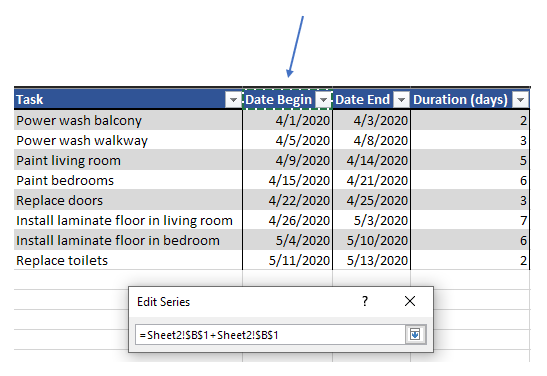 Task Date Begin Date End Duration (days)
Power wash balcony 4/1/2020 4/3/2020 2
Power wash walkway 4/5/2020 4/8/2020 3
Paint living room 4/9/2020 4/14/2020 5
Paint bedrooms 4/15/2020 4/21/2020 6
Replace doors 4/22/2020 4/25/2020 3
Install laminate floor in living room 4/26/2020 5/3/2020 7
Install laminate floor in bedroom 5/4/2020 5/10/2020 6
Replace toilets 5/11/2020 5/13/2020 2
Edit Series ?
=Sheet2!$B$1+Sheet2!$B$1